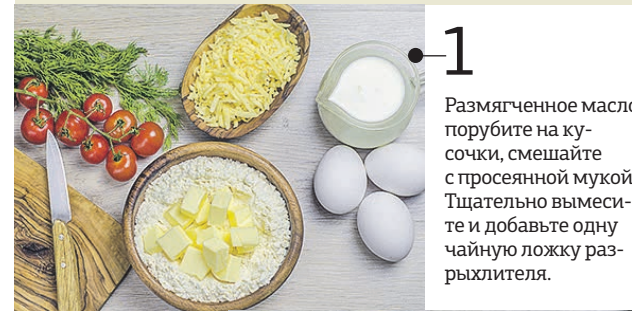 1
Размягченное масло
порубите на ку-
сочки, смешайте
с просеянной мукой
Тщательно вымеси-
те и добавьте одну
чайную ложку раз-
рыхлителя.